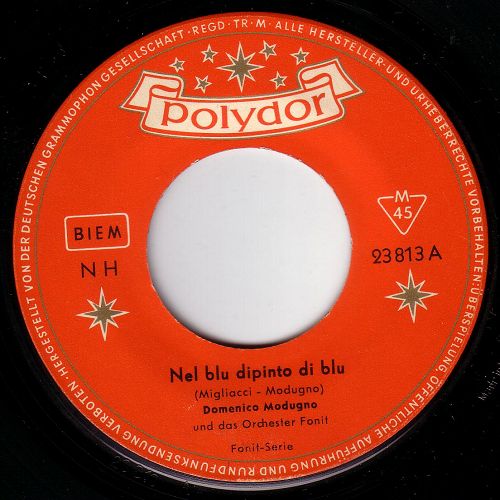 HERGESTELLT VON DER DEUTSCHEN GRAMMOPHON GESELLSCHAFT · REGD · TR · M · ALLE HERSTELLER- UND URHEBERRECHTE VORBEHALTEN · ÜBERSPIELUNG, ÖFFENTLICHE AUFFÜHRUNG UND RUNDFUNKSENDUNG VERBOTEN ·
Polydor
BIEM
M
45
NH
23 813 A
Nel blu dipinto di blu
(Migliacci - Modugno)
Domenico Modugno
und das Orchester Fonit
Fonit-Serie